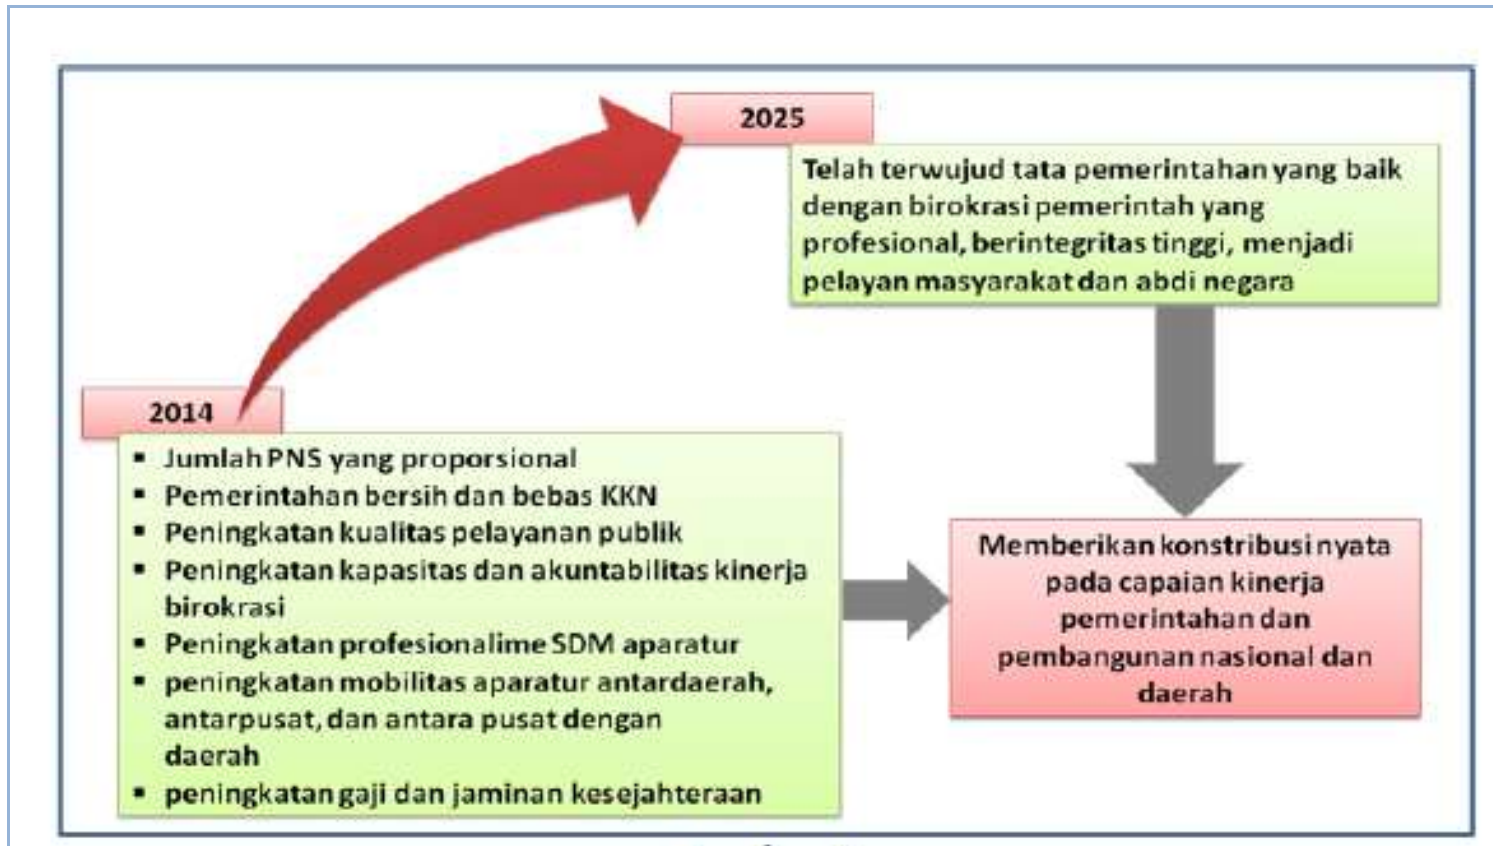 2025
Telah terwujud tata pemerintahan yang baik
dengan birokrasi pemerintah yang
profesional, berintegritas tinggi, menjadi
pelayan masyarakat dan abdi negara
2014
▪ Jumlah PNS yang proporsional
▪ Pemerintahan bersih dan bebas KKN
▪ Peningkatan kualitas pelayanan publik
▪ Peningkatan kapasitas dan akuntabilitas kinerja
birokrasi
▪ Peningkatan profesionalime SDM aparatur
▪ peningkatan mobilitas aparatur antardaerah,
antarpusat, dan antara pusat dengan
daerah
▪ peningkatan gaji dan jaminan kesejahteraan
Memberikan konstribusi nyata
pada capaian kinerja
pemerintahan dan
pembangunan nasional dan
daerah